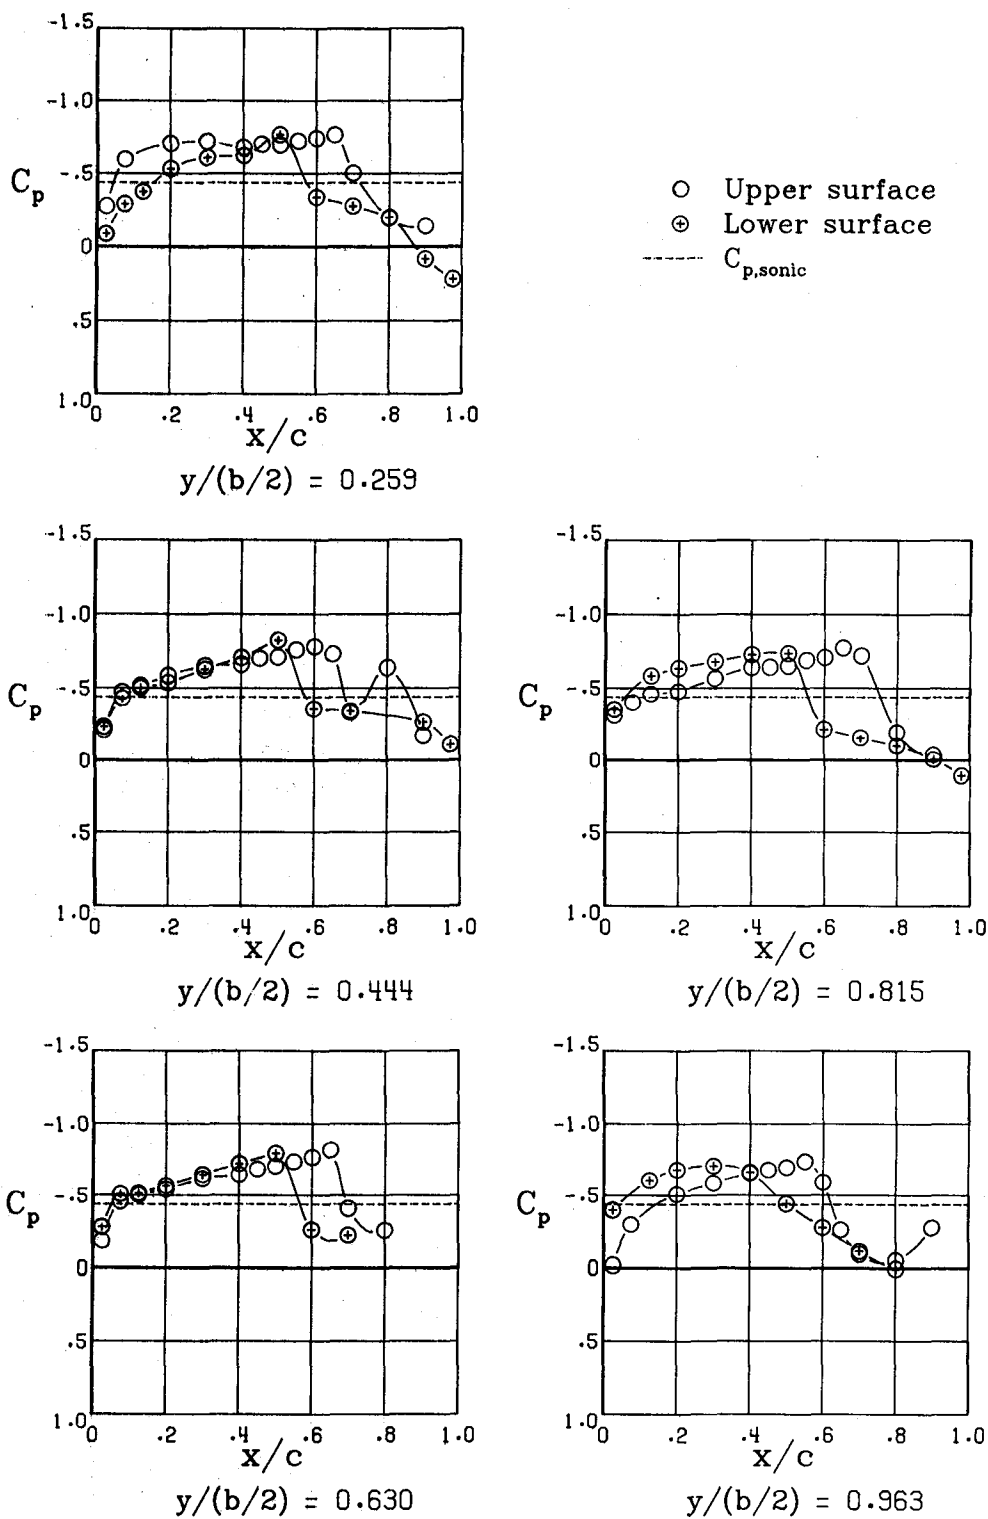 -1.5
-1.0
-.5
0
.5
1.0
C_p
0 .2 .4 .6 .8 1.0
x/c
y/(b/2) = 0.259
Upper surface
Lower surface
C_p,sonic
-1.5
-1.0
-.5
0
.5
1.0
C_p
0 .2 .4 .6 .8 1.0
x/c
y/(b/2) = 0.444
-1.5
-1.0
-.5
0
.5
1.0
C_p
0 .2 .4 .6 .8 1.0
x/c
y/(b/2) = 0.815
-1.5
-1.0
-.5
0
.5
1.0
C_p
0 .2 .4 .6 .8 1.0
x/c
y/(b/2) = 0.630
-1.5
-1.0
-.5
0
.5
1.0
C_p
0 .2 .4 .6 .8 1.0
x/c
y/(b/2) = 0.963